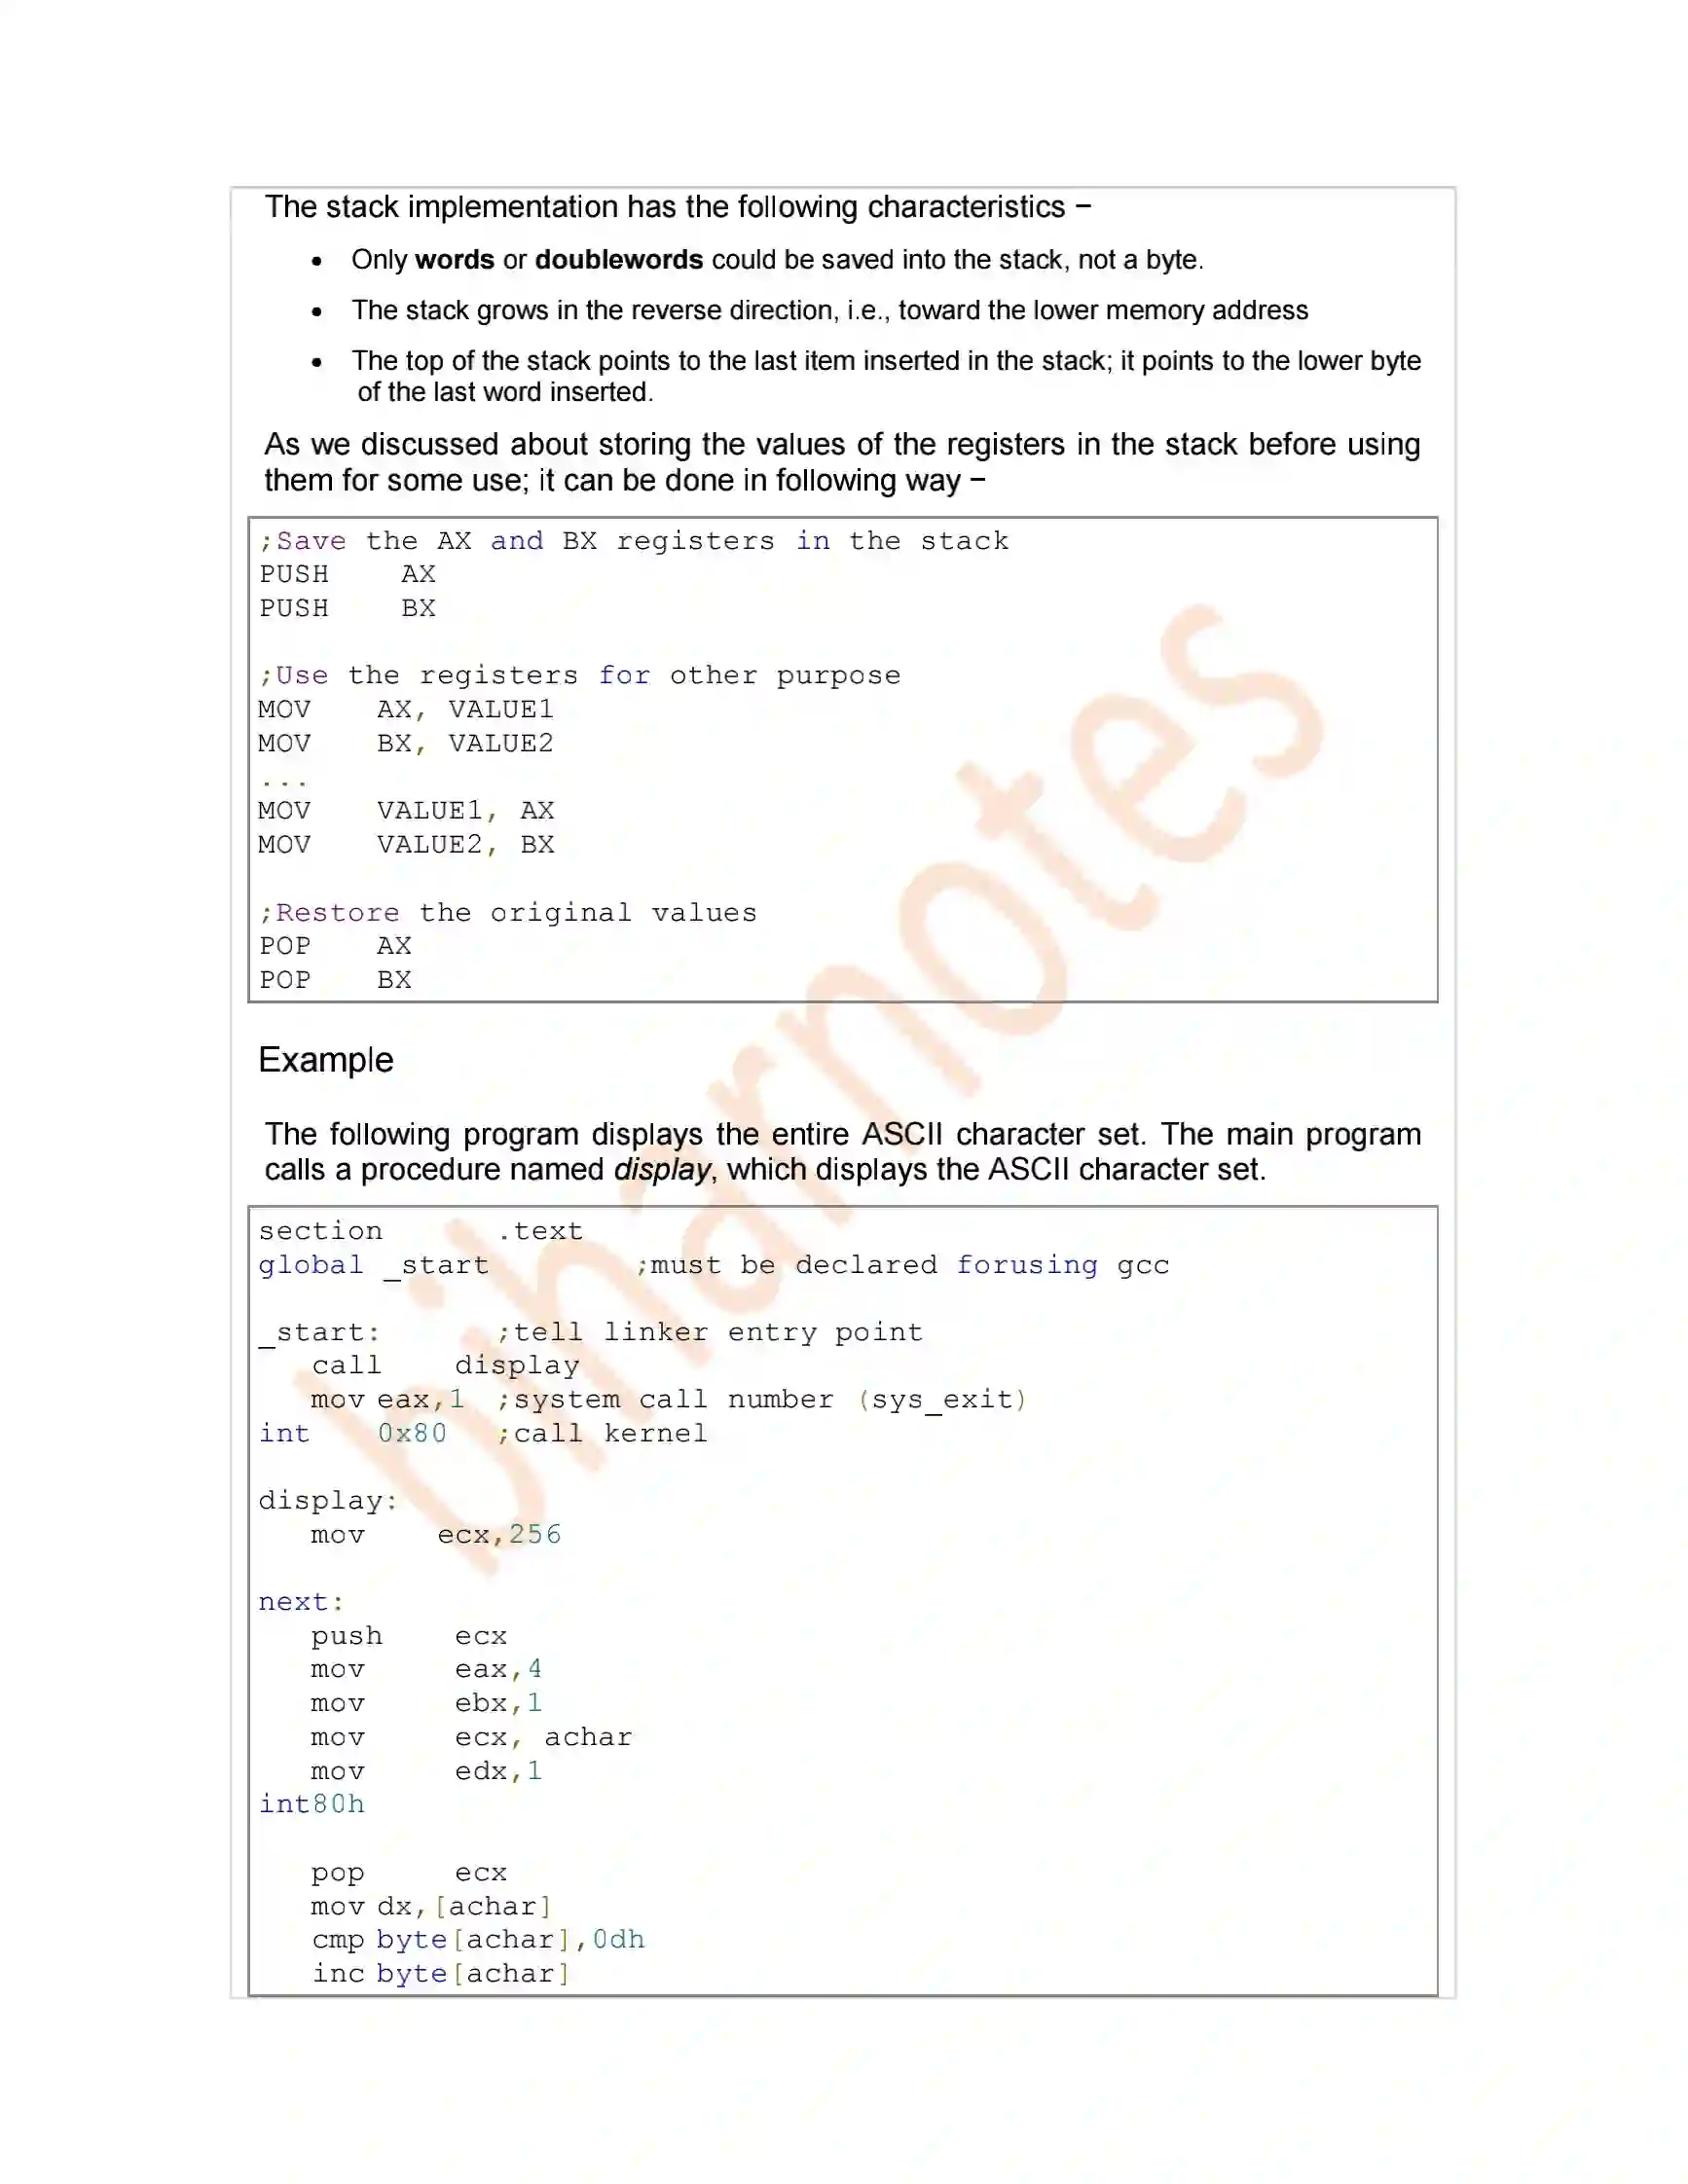 The stack implementation has the following characteristics −
• Only words or doublewords could be saved into the stack, not a byte.
• The stack grows in the reverse direction, i.e., toward the lower memory address
• The top of the stack points to the last item inserted in the stack; it points to the lower byte
of the last word inserted.
As we discussed about storing the values of the registers in the stack before using
them for some use; it can be done in following way −
;Save the AX and BX registers in the stack
PUSH    AX
PUSH    BX
;Use the registers for other purpose
MOV    AX, VALUE1
MOV    BX, VALUE2
...
MOV    VALUE1, AX
MOV    VALUE2, BX
;Restore the original values
POP    AX
POP    BX
Example
The following program displays the entire ASCII character set. The main program
calls a procedure named display, which displays the ASCII character set.
section    .text
global _start    ;must be declared forusing gcc
_start:    ;tell linker entry point
call    display
mov eax,1  ;system call number (sys_exit)
int    0x80   ;call kernel
display:
mov    ecx,256
next:
push    ecx
mov    eax,4
mov    ebx,1
mov    ecx, achar
mov    edx,1
int80h
pop    ecx
mov dx,[achar]
cmp byte[achar],0dh
inc byte[achar]
biharnotes